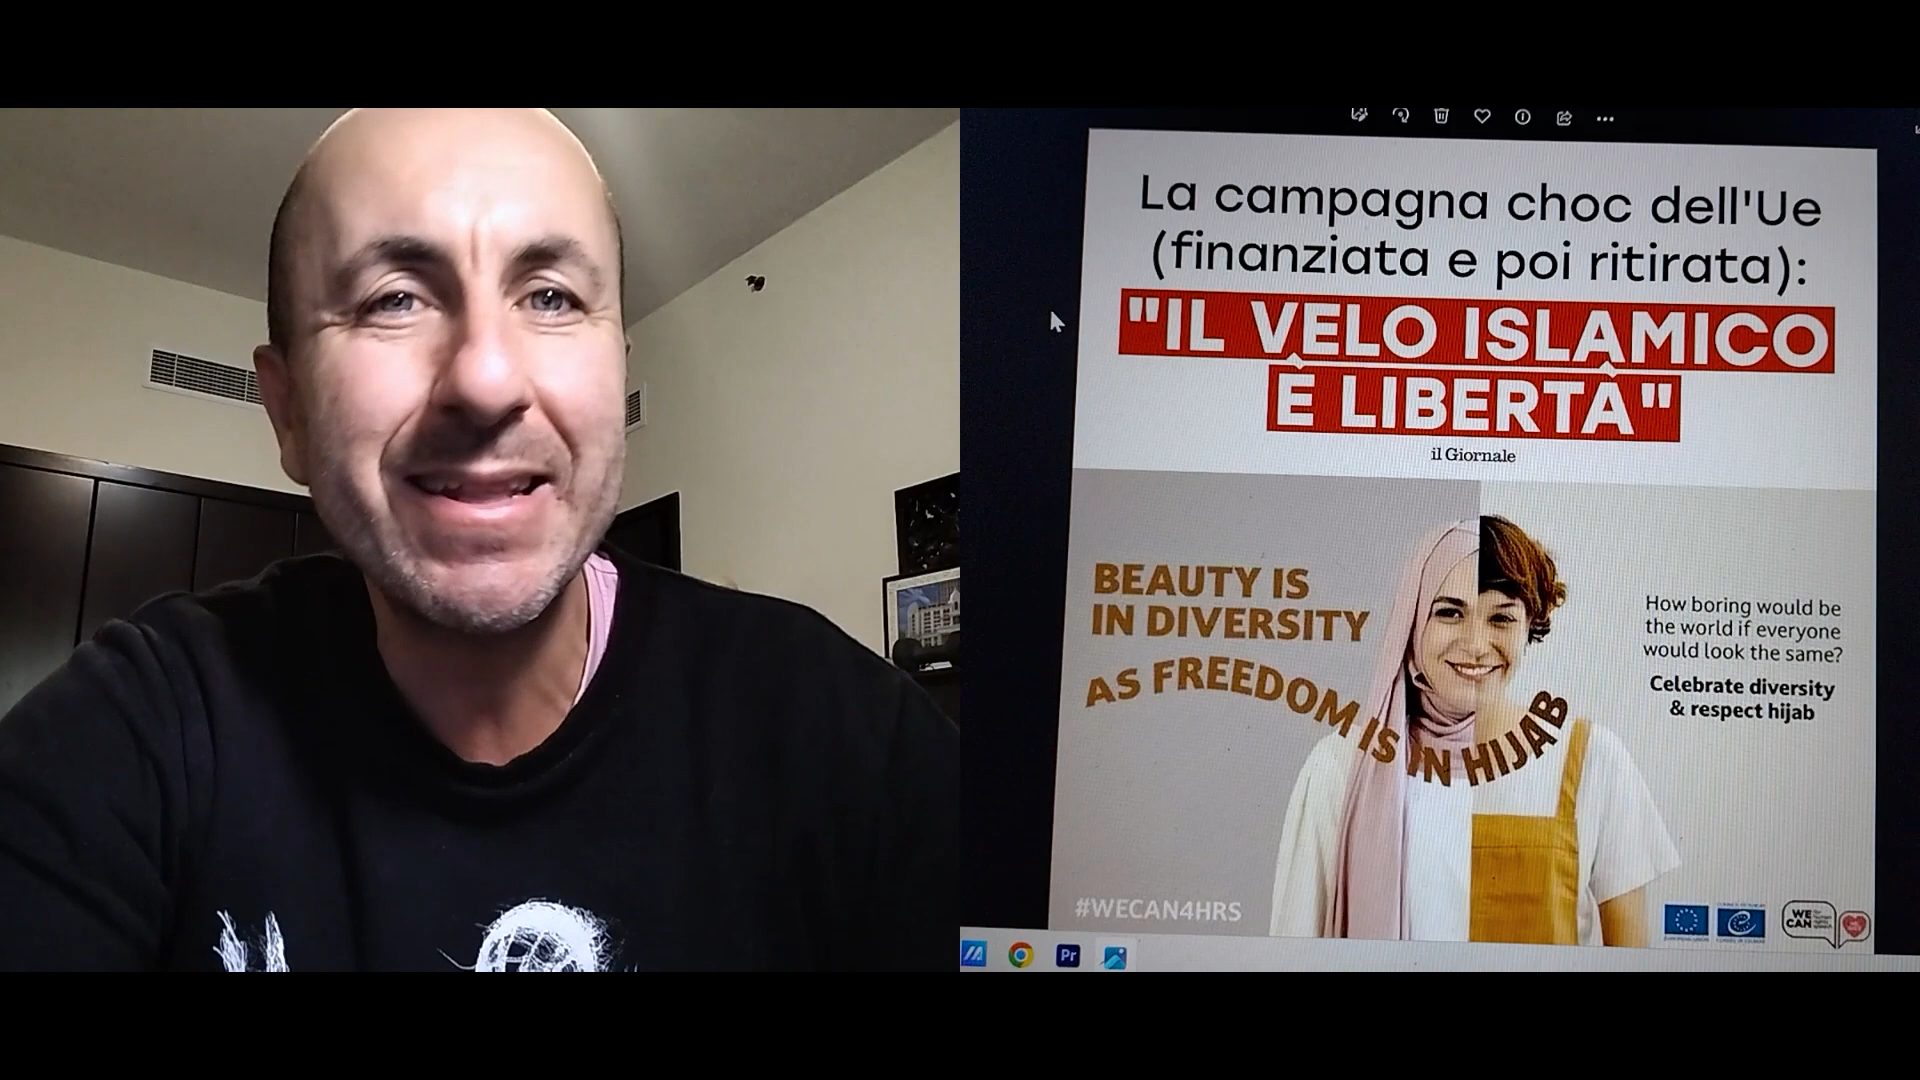 La campagna choc dell'Ue
(finanziata e poi ritirata):
"IL VELO ISLAMICO
È LIBERTÀ"
il Giornale
BEAUTY IS
IN DIVERSITY
AS FREEDOM IS IN HIJAB
How boring would be
the world if everyone
would look the same?
Celebrate diversity
& respect hijab
#WECAN4HRS
WE
CAN
Pr